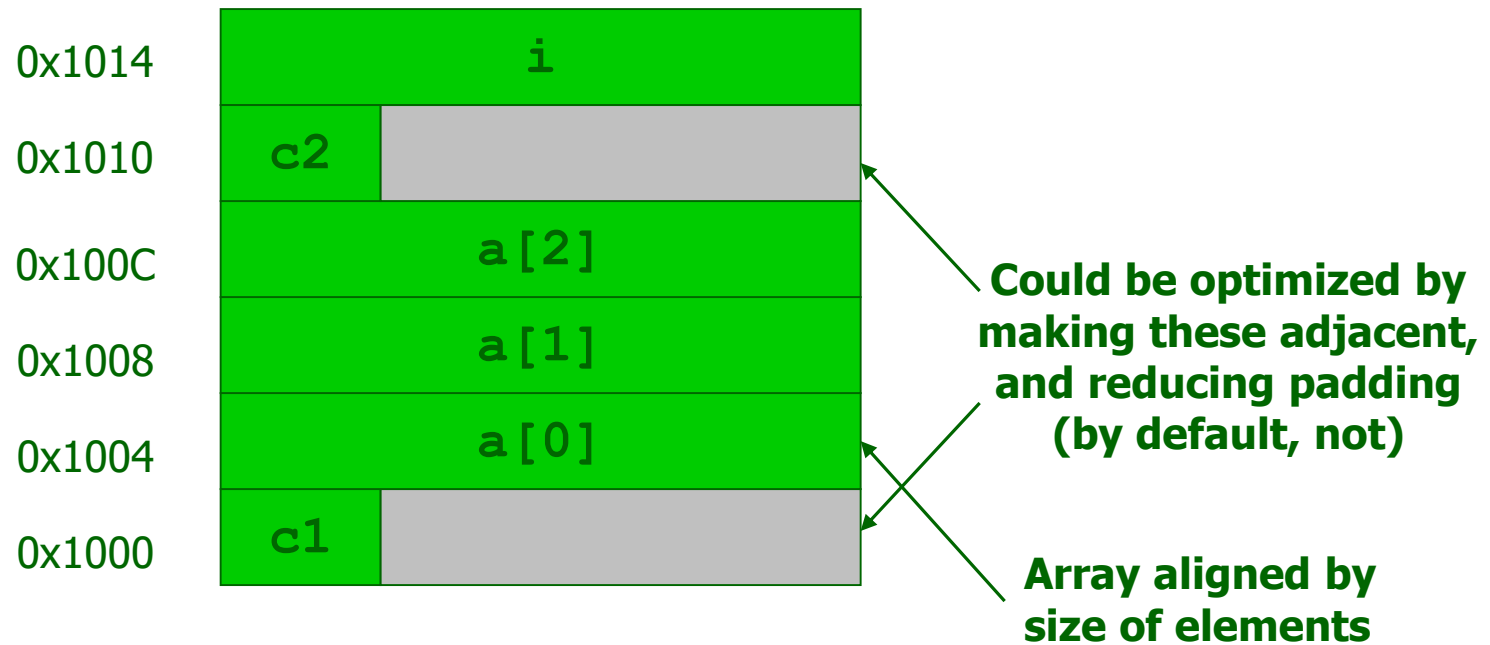 0x1014 i
0x1010 c2
0x100C a[2]
0x1008 a[1]
0x1004 a[0]
0x1000 c1
Could be optimized by
making these adjacent,
and reducing padding
(by default, not)
Array aligned by
size of elements